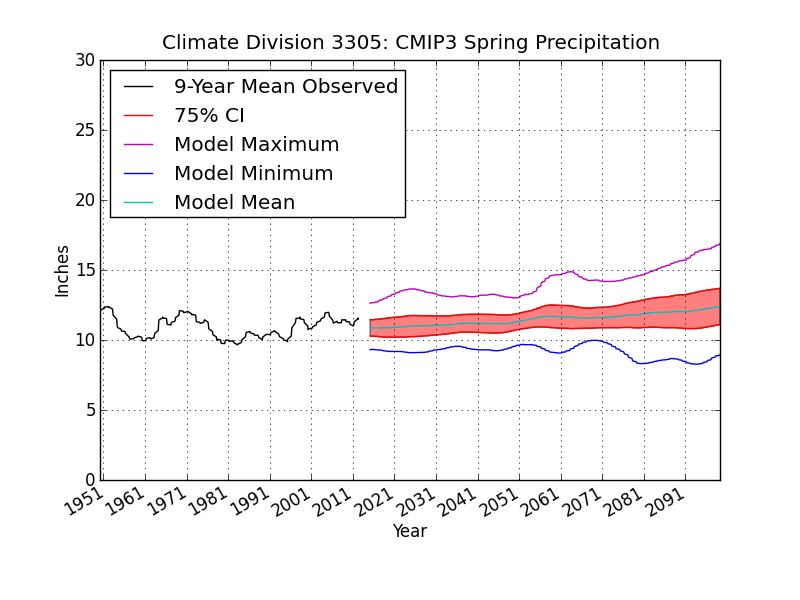 Climate Division 3305: CMIP3 Spring Precipitation
30
25
20
15
10
5
0
Inches
9-Year Mean Observed
75% CI
Model Maximum
Model Minimum
Model Mean
1951
1961
1971
1981
1991
2001
2011
2021
2031
2041
2051
2061
2071
2081
2091
Year